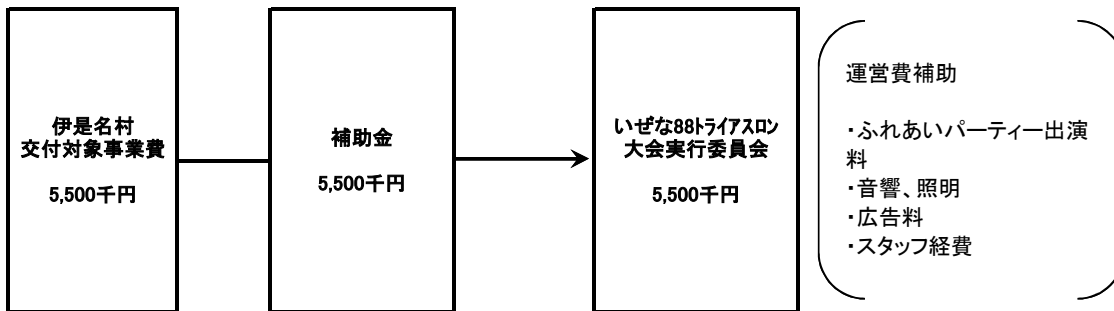 伊是名村
交付対象事業費
5,500千円
補助金
5,500千円
いぜな88トライアスロン
大会実行委員会
5,500千円
運営費補助
・ふれあいパーティー出演
料
・音響、照明
・広告料
・スタッフ経費